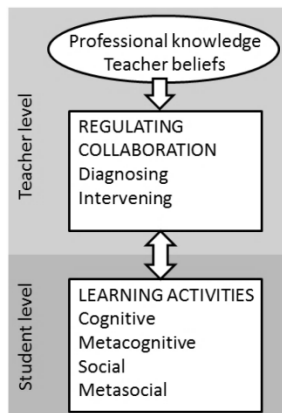 Professional knowledge
Teacher beliefs
Teacher level
REGULATING
COLLABORATION
Diagnosing
Intervening
Student level
LEARNING ACTIVITIES
Cognitive
Metacognitive
Social
Metasocial